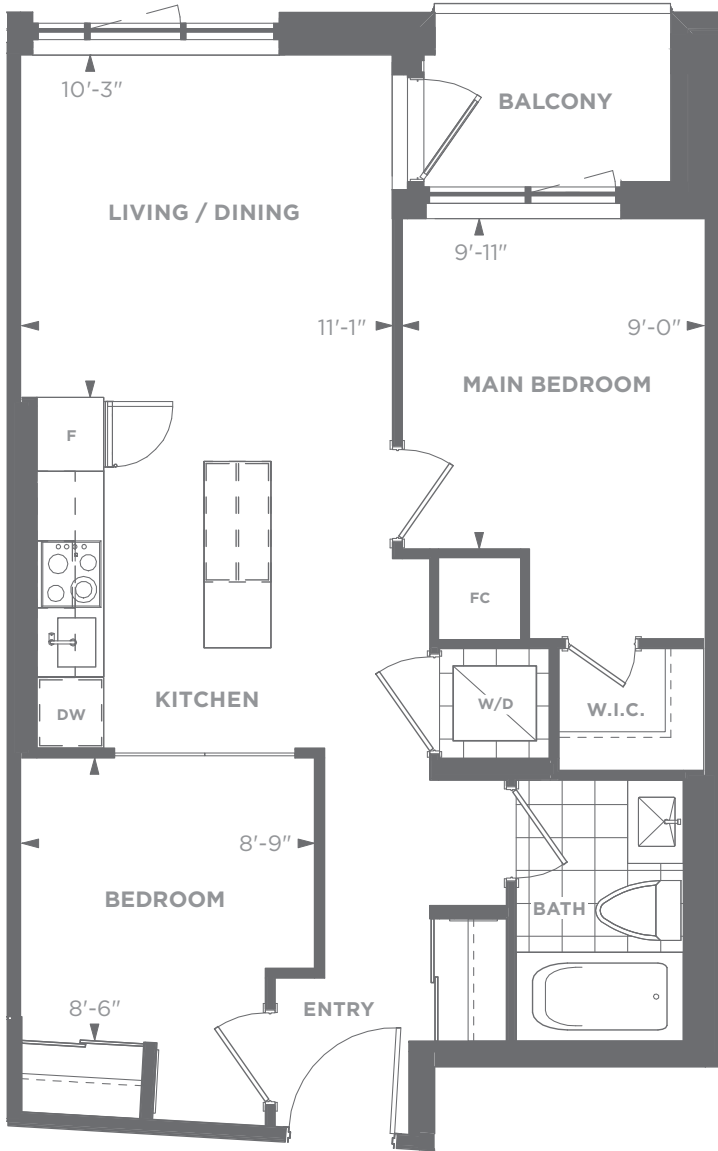 10'-3"
BALCONY
LIVING / DINING
9'-11"
11'-1"
9'-0"
MAIN BEDROOM
F
FC
KITCHEN
W/D
W.I.C.
DW
8'-9"
BEDROOM
BATH
8'-6"
ENTRY